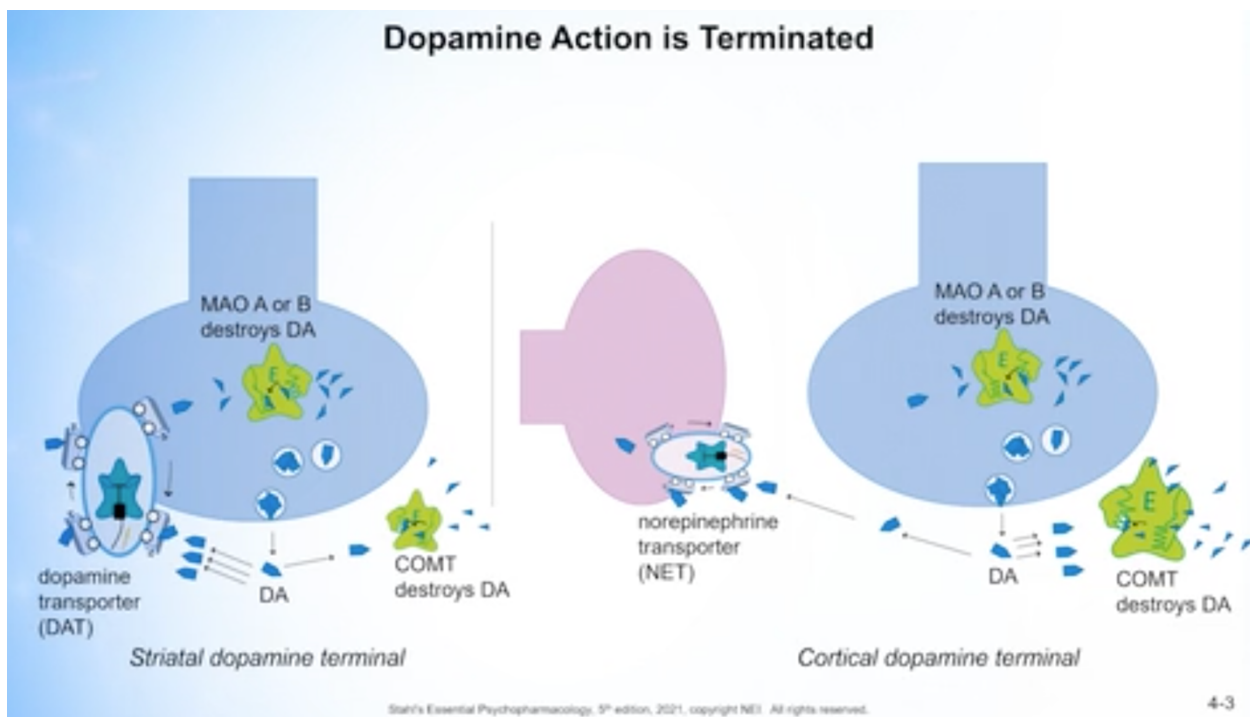 Dopamine Action is Terminated
MAO A or B
destroys DA
E
E
dopamine
transporter
(DAT)
DA
COMT
destroys DA
Striatal dopamine terminal
norepinephrine
transporter
(NET)
MAO A or B
destroys DA
E
E
DA
COMT
destroys DA
Cortical dopamine terminal
Stahl's Essential Psychopharmacology, 5th edition, 2021, copyright NEI. All rights reserved.
4-3